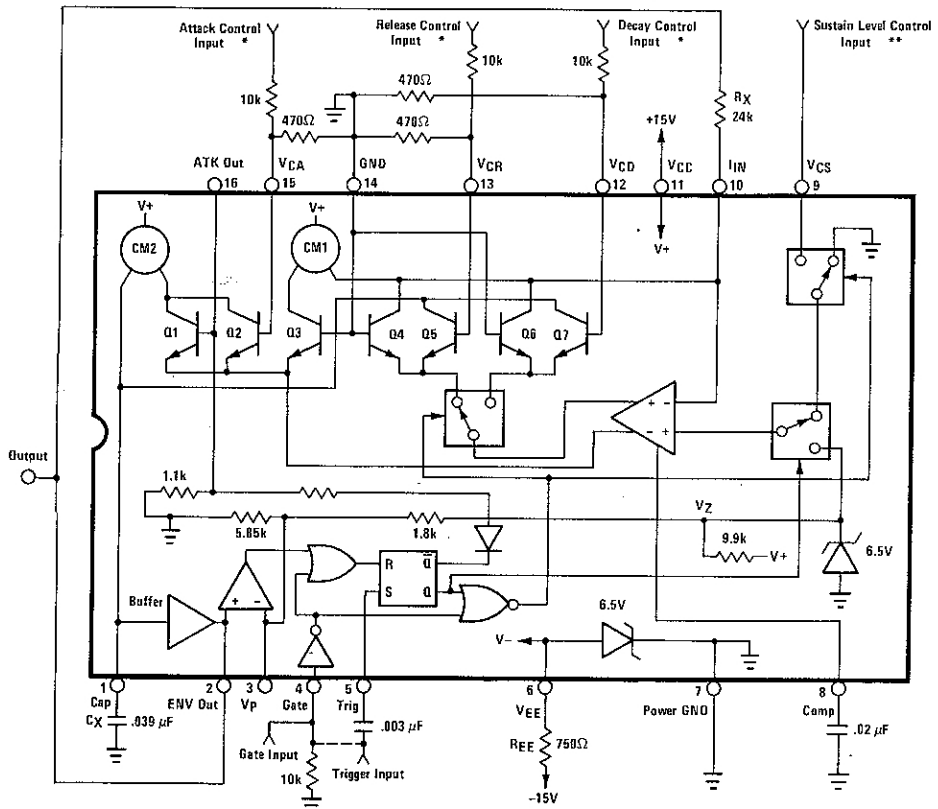 Attack Control
Input *
Release Control
Input *
Decay Control
Input *
Sustain Level Control
Input **
10k
470Ω
470Ω
470Ω
10k
10k
+15V
RX
24k
ATK Out
16
VCA
15
GND
14
VCR
13
VCD
12
VCC
11
IIN
10
VCS
9
V+
CM2
V+
CM1
V+
Q1
Q2
Q3
Q4
Q5
Q6
Q7
+ -
- +
Output
1.1k
5.85k
1.8k
VZ
9.9k
V+
6.5V
R
Q
S
Q
Buffer
+ -
6.5V
V-
1
Cap
2
ENV Out
3
VP
4
Gate
5
Trig
6
VEE
7
Power GND
8
Comp
CX
.039 µF
.003 µF
Gate Input
Trigger Input
10k
REE
750Ω
-15V
.02 µF